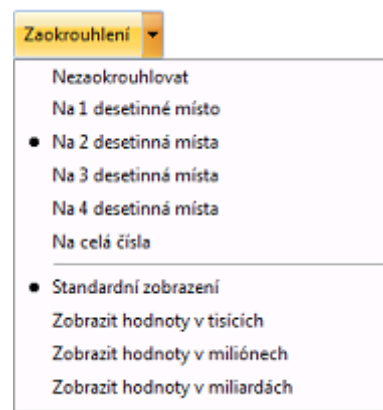 Zaokrouhlení
Nezaokrouhlovat
Na 1 desetinné místo
Na 2 desetinná místa
Na 3 desetinná místa
Na 4 desetinná místa
Na celá čísla
Standardní zobrazení
Zobrazit hodnoty v tisících
Zobrazit hodnoty v miliónech
Zobrazit hodnoty v miliardách